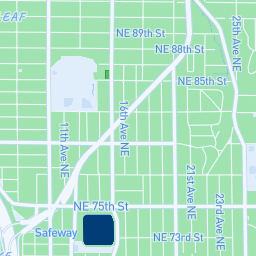 LEAF
NE 89th St
25th Ave NE
NE 88th St
NE 85th St
16th Ave NE
11th Ave NE
21st Ave NE
NE 75th St
23rd Ave NE
Safeway
NE 73rd St